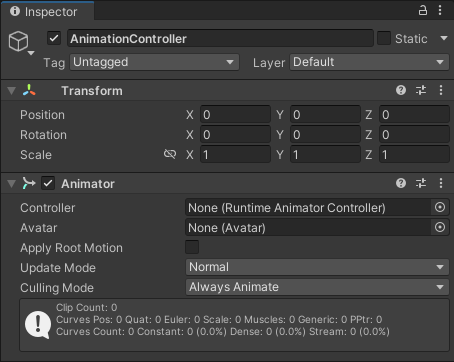 Inspector
AnimationController Static
Tag Untagged Layer Default
Transform
Position X 0 Y 0 Z 0
Rotation X 0 Y 0 Z 0
Scale X 1 Y 1 Z 1
Animator
Controller None (Runtime Animator Controller)
Avatar None (Avatar)
Apply Root Motion
Update Mode Normal
Culling Mode Always Animate
Clip Count: 0
Curves Pos: 0 Quat: 0 Euler: 0 Scale: 0 Muscles: 0 Generic: 0 PPtr: 0
Curves Count: 0 Constant: 0 (0.0%) Dense: 0 (0.0%) Stream: 0 (0.0%)